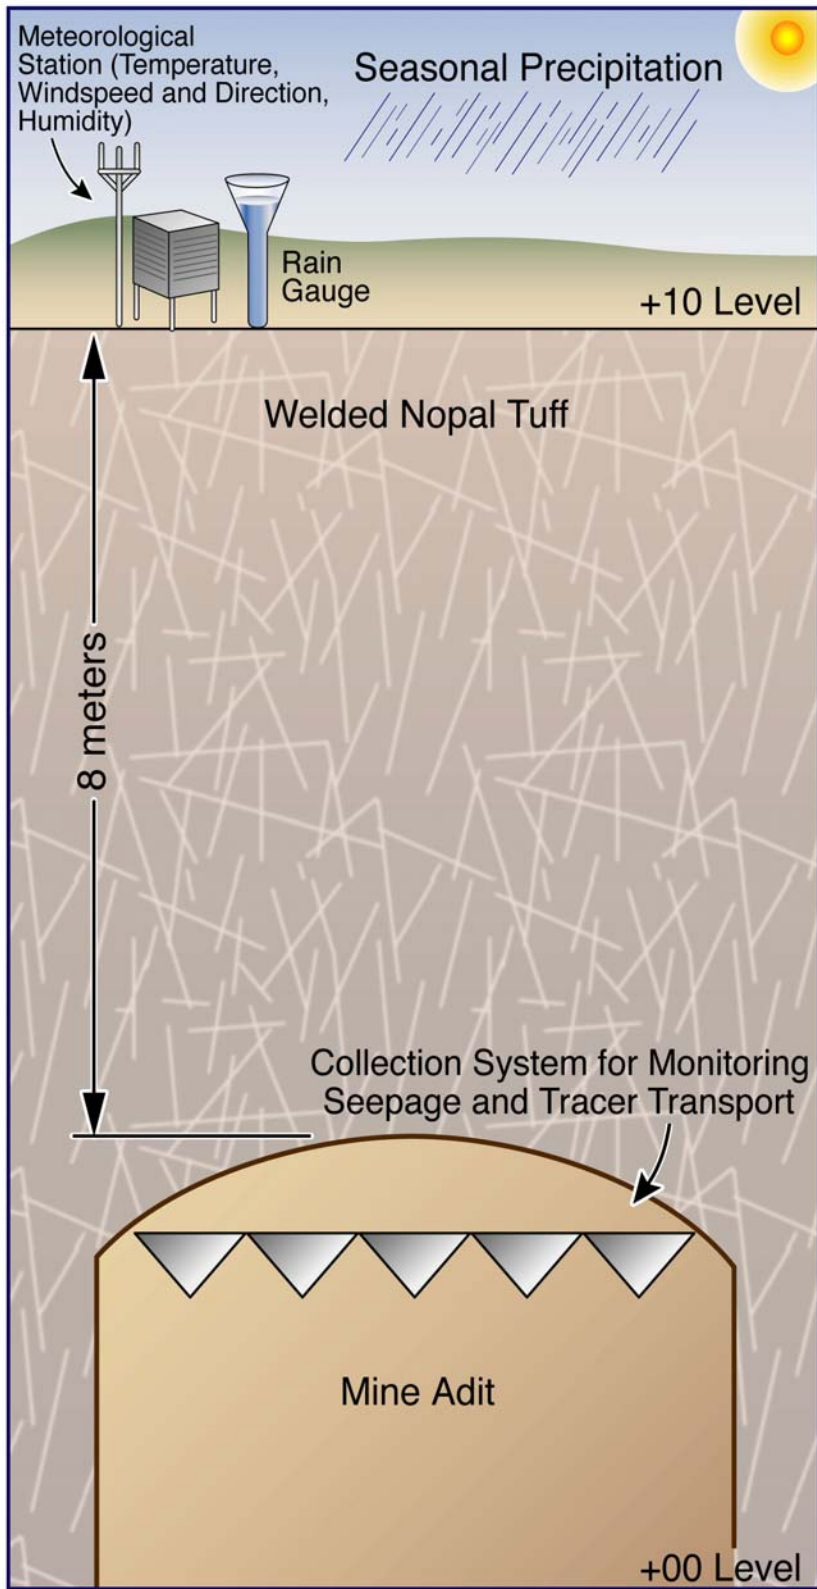 Meteorological
Station (Temperature,
Windspeed and Direction,
Humidity)
Seasonal Precipitation
Rain
Gauge
+10 Level
Welded Nopal Tuff
8 meters
Collection System for Monitoring
Seepage and Tracer Transport
Mine Adit
+00 Level